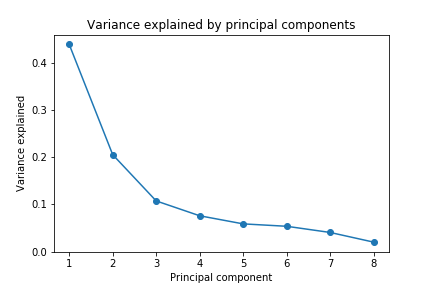 Variance explained by principal components
Variance explained
0.4
0.3
0.2
0.1
0.0
1 2 3 4 5 6 7 8
Principal component